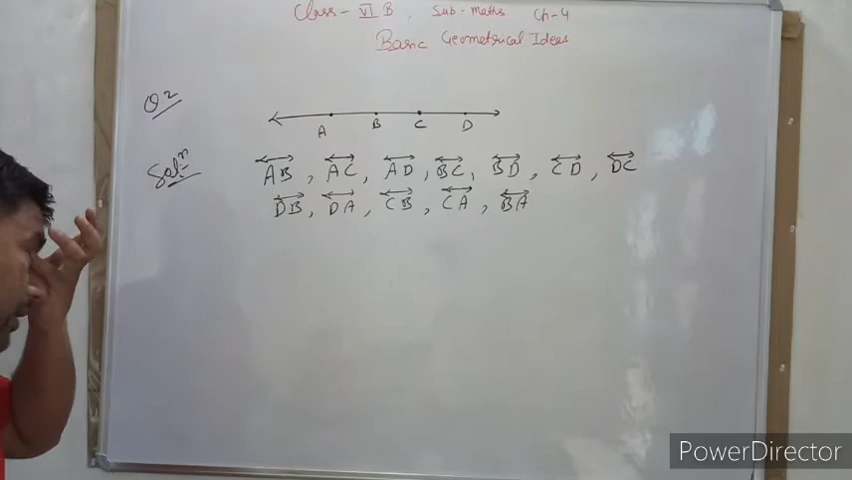 Class- VI B, Sub- Maths Ch-4
Basic Geometrical Ideas
Q2
A B C D
Solⁿ AB, AC, AD, BC, BD, CD, DC
DB, DA, CB, CA, BA
PowerDirector